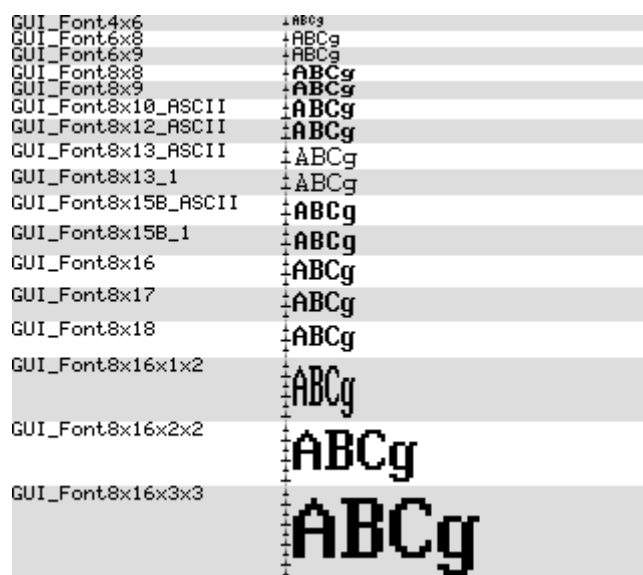 GUI_Font4x6 ABCg
GUI_Font6x8 ABCg
GUI_Font6x9 ABCg
GUI_Font8x8 ABCg
GUI_Font8x9 ABCg
GUI_Font8x10_ASCII ABCg
GUI_Font8x12_ASCII ABCg
GUI_Font8x13_ASCII ABCg
GUI_Font8x13_1 ABCg
GUI_Font8x15B_ASCII ABCg
GUI_Font8x15B_1 ABCg
GUI_Font8x16 ABCg
GUI_Font8x17 ABCg
GUI_Font8x18 ABCg
GUI_Font8x16x1x2 ABCg
GUI_Font8x16x2x2 ABCg
GUI_Font8x16x3x3 ABCg